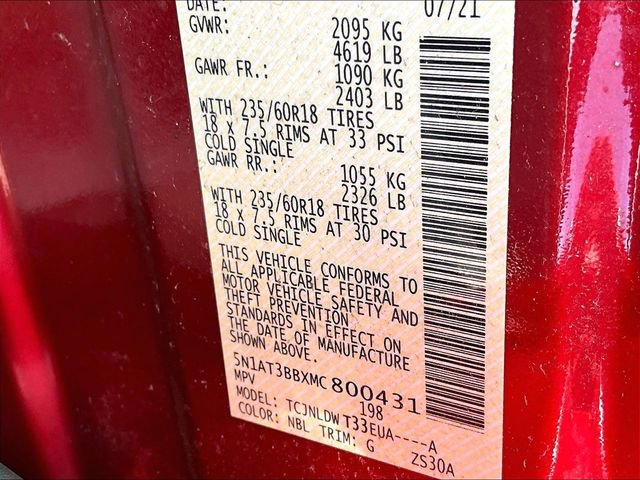 DATE: 07/21
GVWR: 2095 KG
4619 LB
GAWR FR.: 1090 KG
2403 LB
WITH 235/60R18 TIRES
18 x 7.5 RIMS AT 33 PSI
COLD SINGLE
GAWR RR.: 1055 KG
2326 LB
WITH 235/60R18 TIRES
18 x 7.5 RIMS AT 30 PSI
COLD SINGLE
THIS VEHICLE CONFORMS TO
ALL APPLICABLE FEDERAL
MOTOR VEHICLE SAFETY AND
THEFT PREVENTION
STANDARDS IN EFFECT ON
THE DATE OF MANUFACTURE
SHOWN ABOVE.
5N1AT3BBXMC 800431
MPV 198
MODEL: TCJNLDW T33EUA----A
COLOR: NBL TRIM: G ZS30A